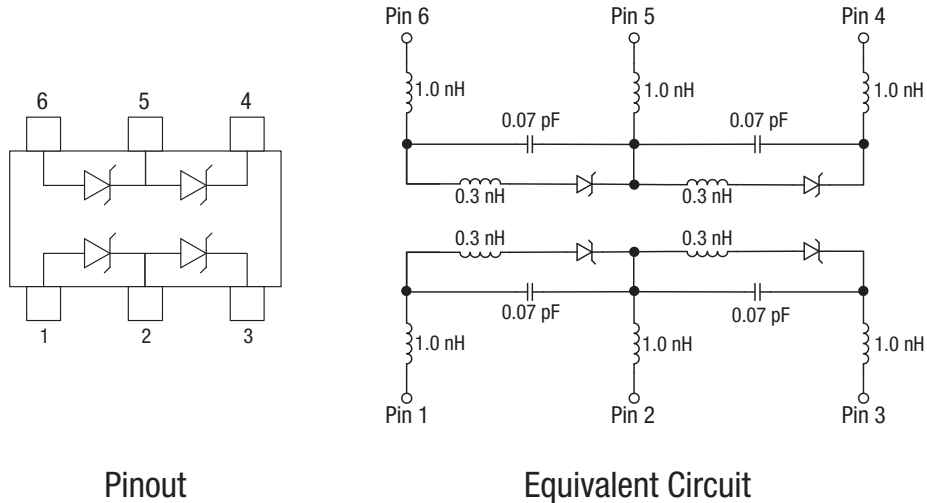 6 5 4
1 2 3
Pinout
Pin 6 Pin 5 Pin 4
1.0 nH 1.0 nH 1.0 nH
0.07 pF 0.07 pF
0.3 nH 0.3 nH
0.3 nH 0.3 nH
0.07 pF 0.07 pF
1.0 nH 1.0 nH 1.0 nH
Pin 1 Pin 2 Pin 3
Equivalent Circuit